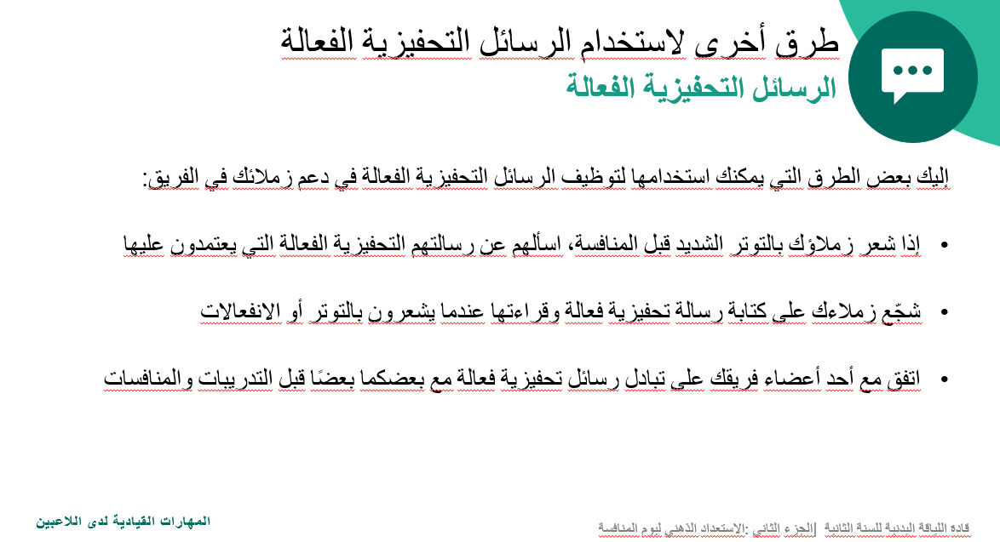 طرق أخرى لاستخدام الرسائل التحفيزية الفعالة
الرسائل التحفيزية الفعالة
إليك بعض الطرق التي يمكنك استخدامها لتوظيف الرسائل التحفيزية الفعالة في دعم زملائك في الفريق:
• إذا شعر زملاؤك بالتوتر الشديد قبل المنافسة، اسألهم عن رسالتهم التحفيزية الفعالة التي يعتمدون عليها
• شجّع زملاءك على كتابة رسالة تحفيزية فعالة وقراءتها عندما يشعرون بالتوتر أو الانفعالات
• اتفق مع أحد أعضاء فريقك على تبادل رسائل تحفيزية فعالة مع بعضكما بعضًا قبل التدريبات والمنافسات
قادة اللياقة البدنية للسنة الثانية |الجزء الثاني :الاستعداد الذهني ليوم المنافسة
المهارات القيادية لدى اللاعبين